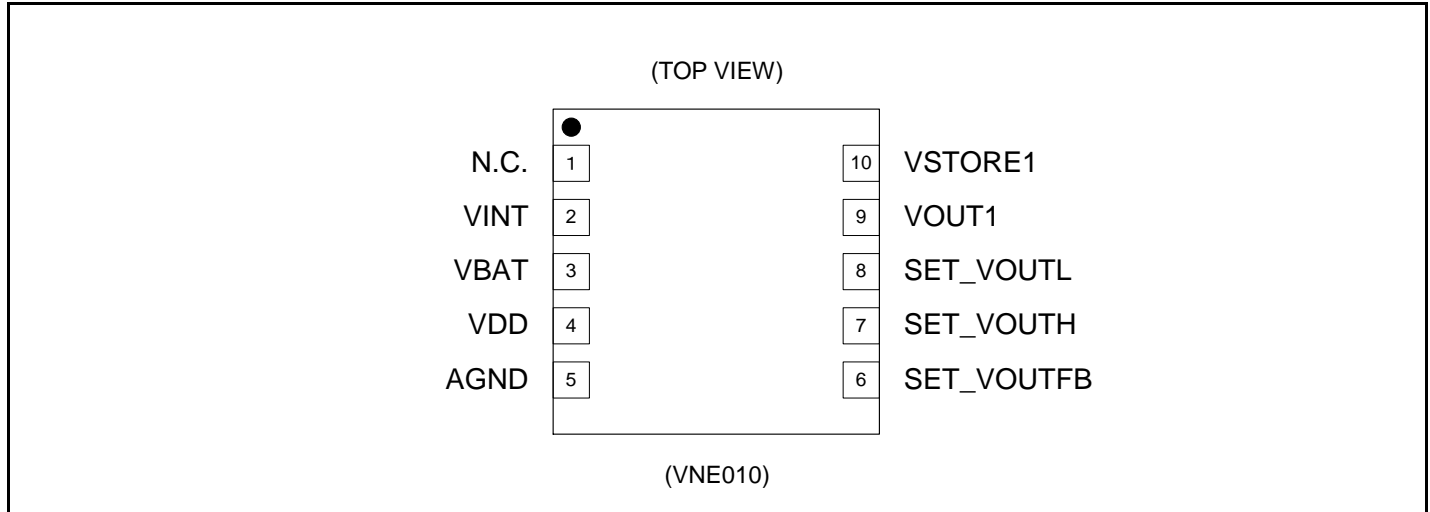 (TOP VIEW)
N.C. 1 10 VSTORE1
VINT 2 9 VOUT1
VBAT 3 8 SET_VOUTL
VDD 4 7 SET_VOUTH
AGND 5 6 SET_VOUTFB
(VNE010)